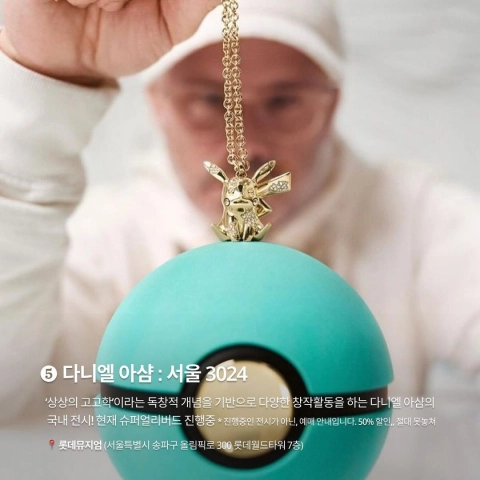 ❺ 다니엘 아샴 : 서울 3024
'상상의 고고학'이라는 독창적 개념을 기반으로 다양한 창작활동을 하는 다니엘 아샴의
국내 전시! 현재 슈퍼얼리버드 진행중 * 진행중인 전시가 아닌, 예매 안내입니다. 50% 할인,, 절대 못놓쳐
📍 롯데뮤지엄 (서울특별시 송파구 올림픽로 300 롯데월드타워 7층)